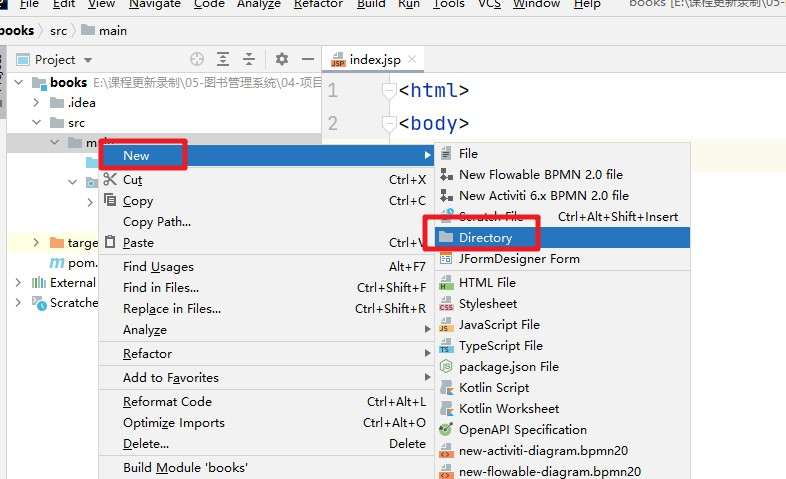 File Edit View Navigate Code Analyze Refactor Build Run Tools VCS Window Help books [E:\课程更新录制\05-图
books src main
Project index.jsp
books E:\课程更新录制\05-图书管理系统\04-项目
.idea
src
main
target
pom.
External
Scratche
1 <html>
2 <body>
New
Cut Ctrl+X
Copy Ctrl+C
Copy Path...
Paste Ctrl+V
Find Usages Alt+F7
Find in Files... Ctrl+Shift+F
Replace in Files... Ctrl+Shift+R
Analyze
Refactor
Add to Favorites
Reformat Code Ctrl+Alt+L
Optimize Imports Ctrl+Alt+O
Delete... Delete
Build Module 'books'
File
New Flowable BPMN 2.0 file
New Activiti 6.x BPMN 2.0 file
Scratch File Ctrl+Alt+Shift+Insert
Directory
JFormDesigner Form
HTML File
Stylesheet
JavaScript File
TypeScript File
package.json File
Kotlin Script
Kotlin Worksheet
OpenAPI Specification
new-activiti-diagram.bpmn20
new-flowable-diagram.bpmn20